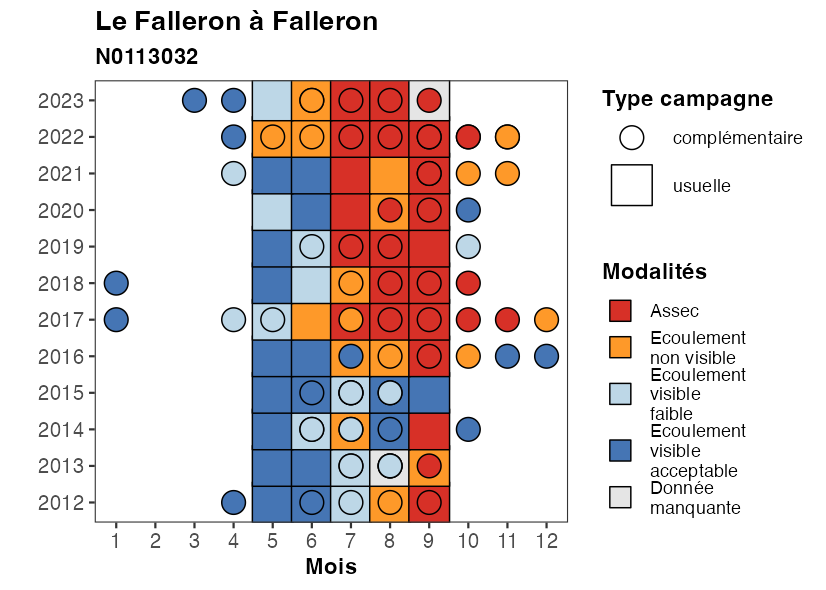 Le Falleron à Falleron
N0113032
2023
2022
2021
2020
2019
2018
2017
2016
2015
2014
2013
2012
1 2 3 4 5 6 7 8 9 10 11 12
Mois
Type campagne
complémentaire
usuelle
Modalités
Assec
Ecoulement
non visible
Ecoulement
visible
faible
Ecoulement
visible
acceptable
Donnée
manquante